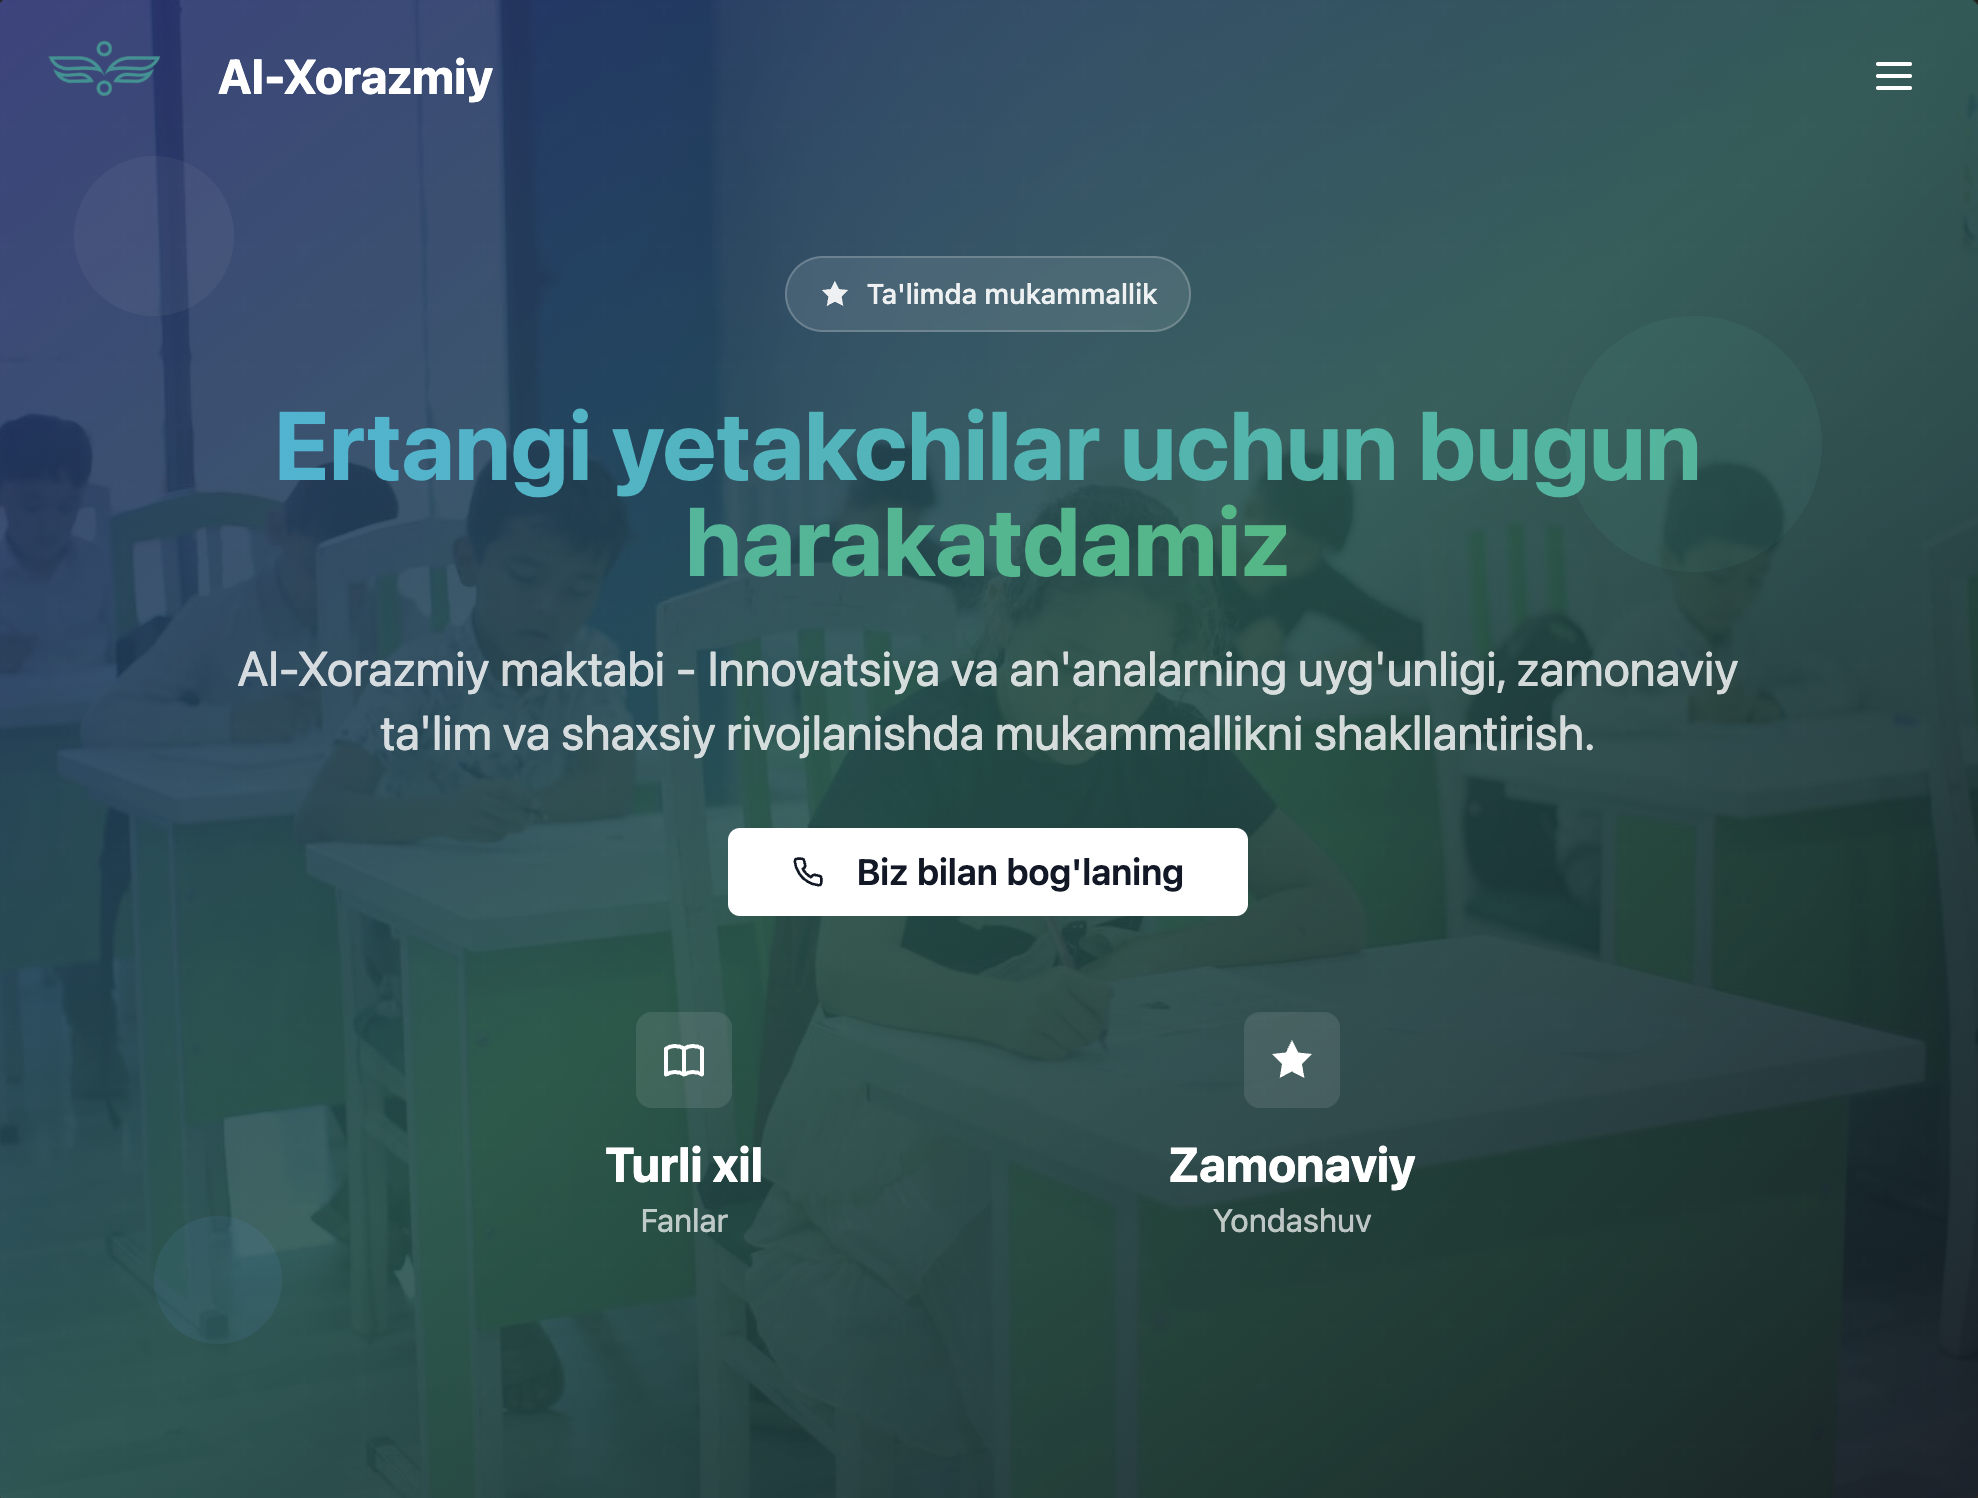 Al-Xorazmiy
Ta'limda mukammallik
Ertangi yetakchilar uchun bugun
harakatdamiz
Al-Xorazmiy maktabi - Innovatsiya va an'analarning uyg'unligi, zamonaviy
ta'lim va shaxsiy rivojlanishda mukammallikni shakllantirish.
Biz bilan bog'laning
Turli xil
Fanlar
Zamonaviy
Yondashuv